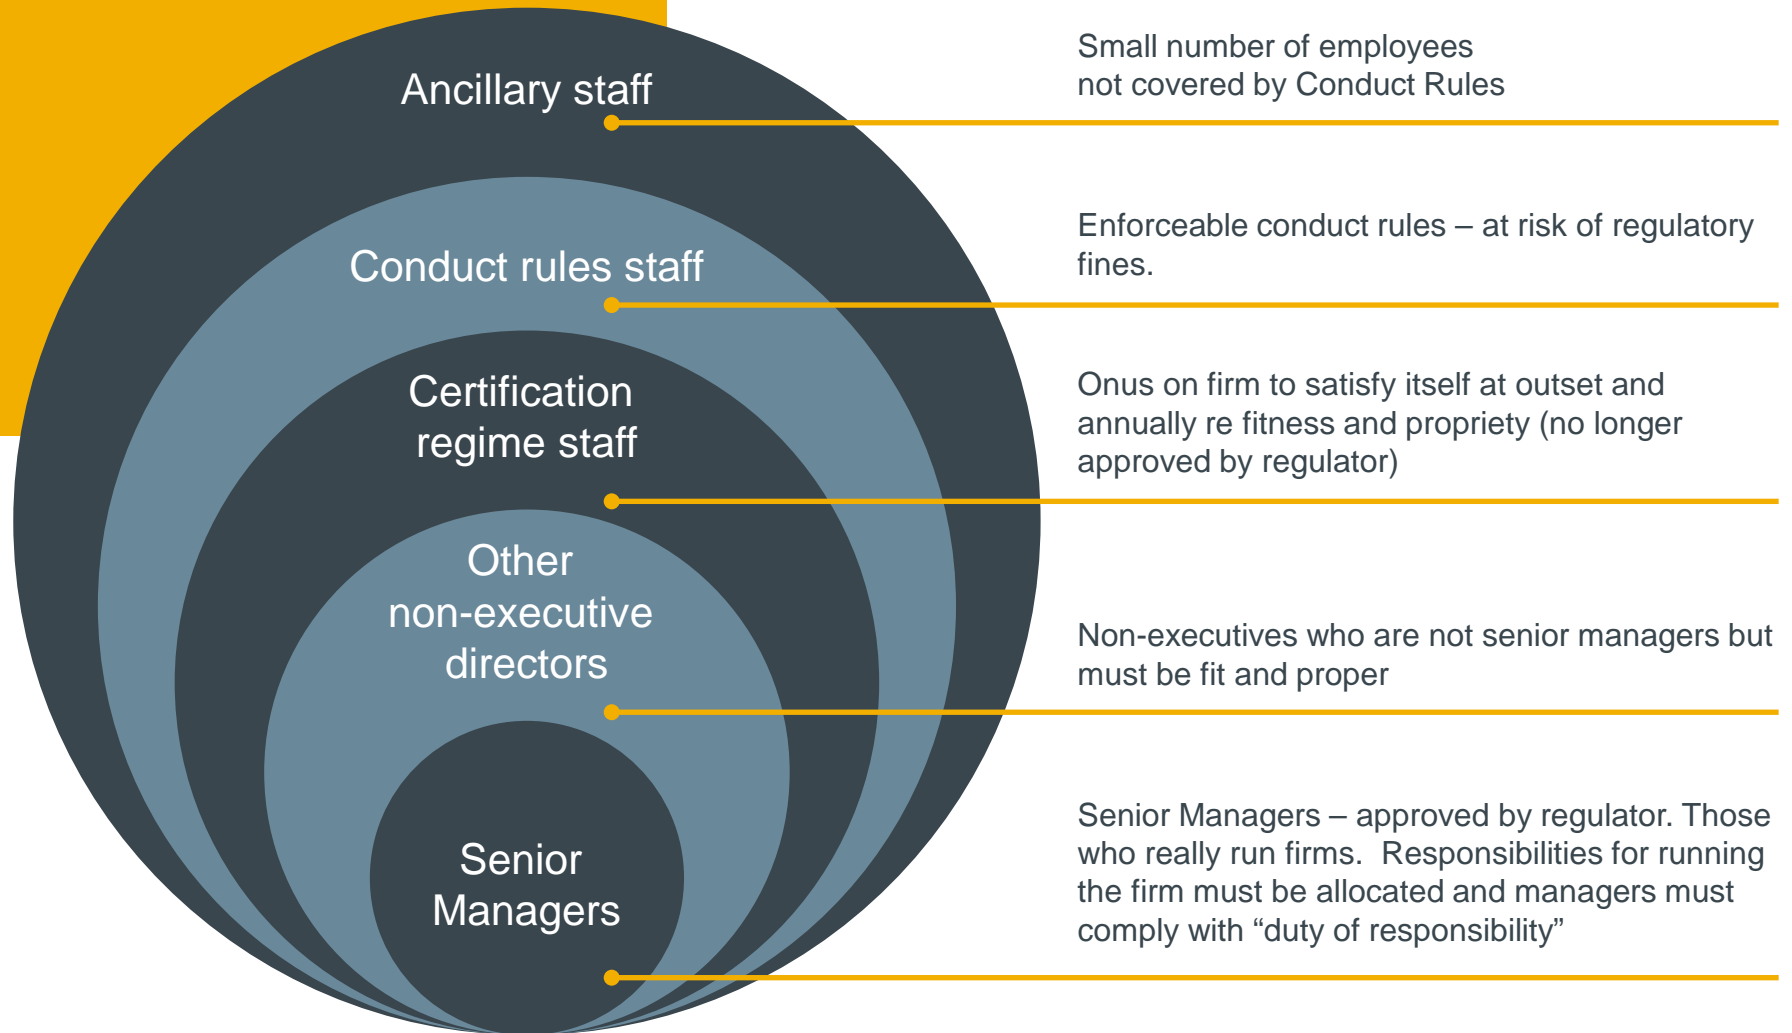 Ancillary staff
Small number of employees
not covered by Conduct Rules
Conduct rules staff
Enforceable conduct rules – at risk of regulatory
fines.
Certification
regime staff
Onus on firm to satisfy itself at outset and
annually re fitness and propriety (no longer
approved by regulator)
Other
non-executive
directors
Non-executives who are not senior managers but
must be fit and proper
Senior
Managers
Senior Managers – approved by regulator. Those
who really run firms.  Responsibilities for running
the firm must be allocated and managers must
comply with “duty of responsibility”